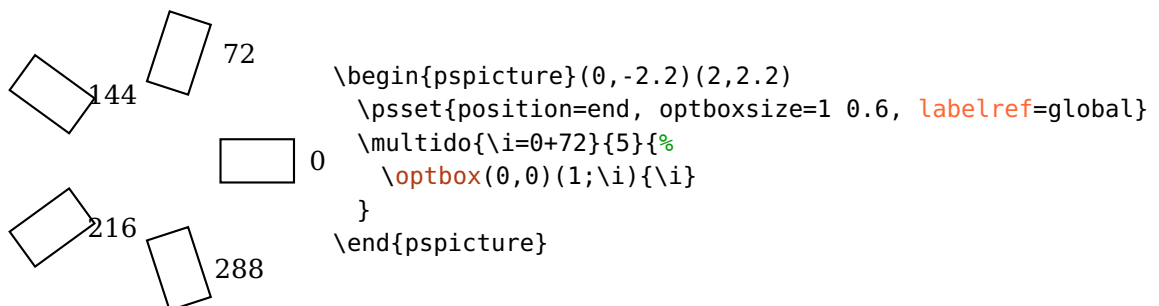 72
144
0
216
288
\begin{pspicture}(0,-2.2)(2,2.2)
  \psset{position=end, optboxsize=1 0.6, labelref=global}
  \multido{\i=0+72}{5}{%
    \optbox(0,0)(1;\i){\i}
  }
\end{pspicture}